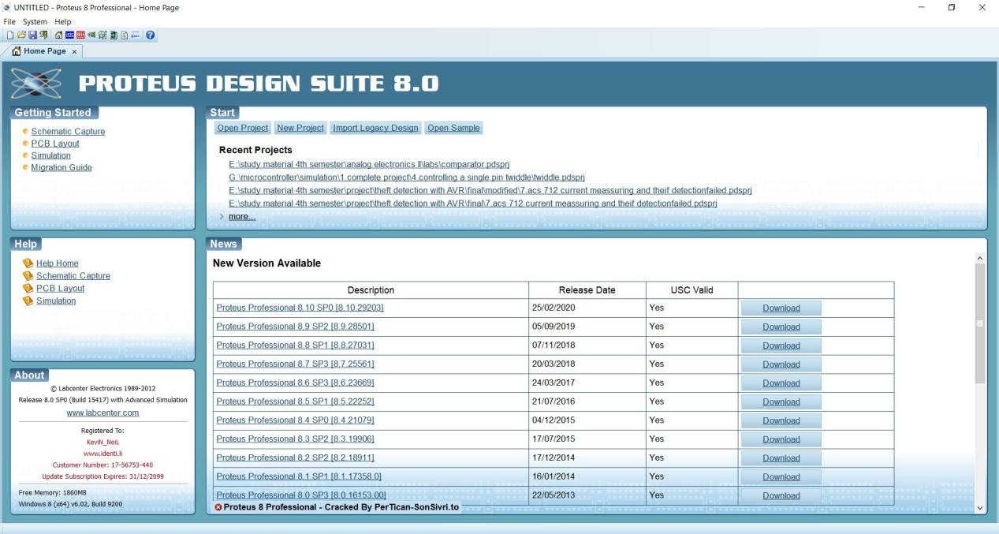 UNTITLED - Proteus 8 Professional - Home Page
File System Help
Home Page x
PROTEUS DESIGN SUITE 8.0
Getting Started
Schematic Capture
PCB Layout
Simulation
Migration Guide
Start
Open Project New Project Import Legacy Design Open Sample
Recent Projects
E:\study material 4th semester\analog electronics II\labs\comparator.pdsprj
G:\microcontroller\simulation\1.complete project\4.controlling a single pin twiddle\twiddle.pdsprj
E:\study material 4th semester\project\theft detection with AVR\final\modified\7.acs 712 current meassuring and theif detectionfailed.pdsprj
E:\study material 4th semester\project\theft detection with AVR\final\7.acs 712 current meassuring and theif detectionfailed.pdsprj
more...
Help
Help Home
Schematic Capture
PCB Layout
Simulation
News
New Version Available
Description Release Date USC Valid
Proteus Professional 8.10 SP0 [8.10.29203] 25/02/2020 Yes Download
Proteus Professional 8.9 SP2 [8.9.28501] 05/09/2019 Yes Download
Proteus Professional 8.8 SP1 [8.8.27031] 07/11/2018 Yes Download
Proteus Professional 8.7 SP3 [8.7.25561] 20/03/2018 Yes Download
Proteus Professional 8.6 SP3 [8.6.23669] 24/03/2017 Yes Download
Proteus Professional 8.5 SP1 [8.5.22252] 21/07/2016 Yes Download
Proteus Professional 8.4 SP0 [8.4.21079] 04/12/2015 Yes Download
Proteus Professional 8.3 SP2 [8.3.19906] 17/07/2015 Yes Download
Proteus Professional 8.2 SP2 [8.2.18911] 17/12/2014 Yes Download
Proteus Professional 8.1 SP1 [8.1.17358.0] 16/01/2014 Yes Download
Proteus Professional 8.0 SP3 [8.0.16153.00] 22/05/2013 Yes Download
Proteus 8 Professional - Cracked By PerTican-SonSivri.to
About
© Labcenter Electronics 1989-2012
Release 8.0 SP0 (Build 15417) with Advanced Simulation
www.labcenter.com
Registered To:
KeviN_NeiL
www.identi.li
Customer Number: 17-56753-440
Update Subscription Expires: 31/12/2099
Free Memory: 1860MB
Windows 8 (x64) v6.02, Build 9200